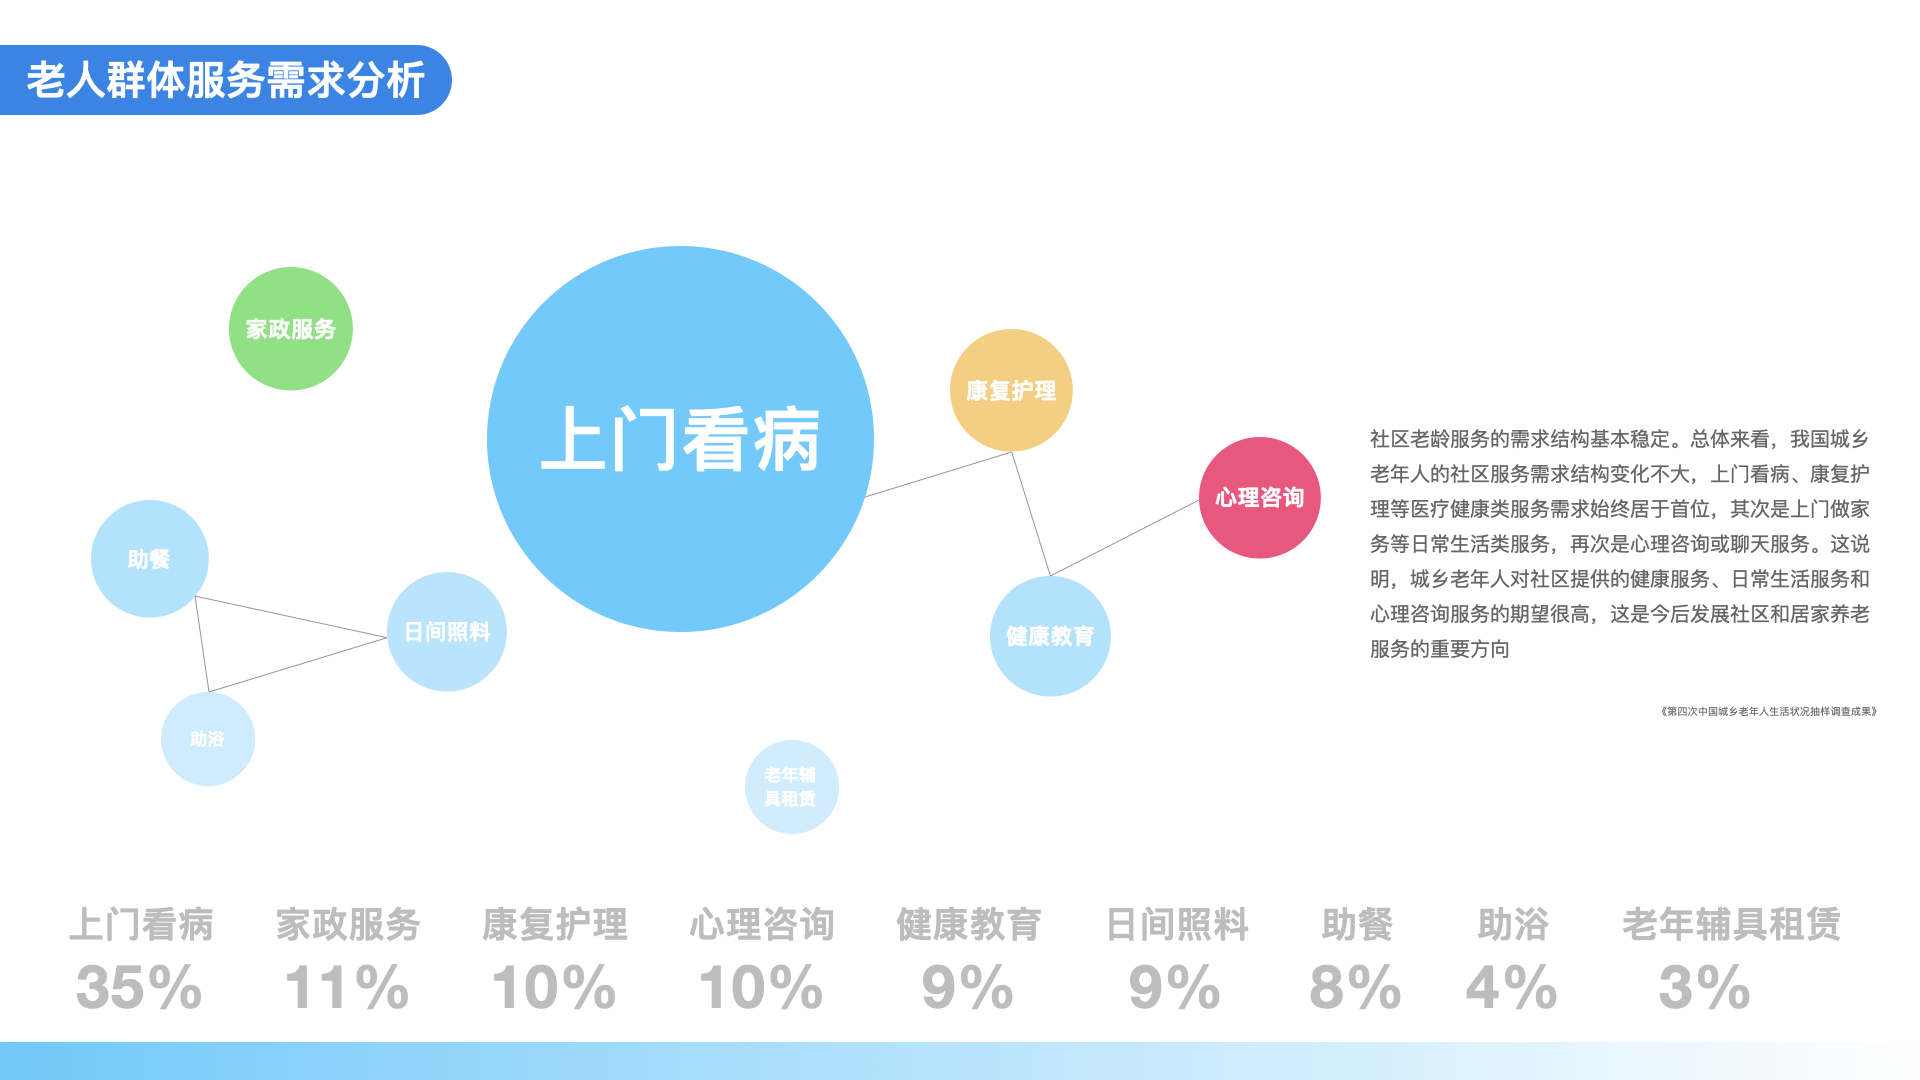 老人群体服务需求分析
家政服务
上门看病
康复护理
心理咨询
助餐
日间照料
健康教育
助浴
老年辅
具租赁
社区老龄服务的需求结构基本稳定。总体来看，我国城乡
老年人的社区服务需求结构变化不大，上门看病、康复护
理等医疗健康类服务需求始终居于首位，其次是上门做家
务等日常生活类服务，再次是心理咨询或聊天服务。这说
明，城乡老年人对社区提供的健康服务、日常生活服务和
心理咨询服务的期望很高，这是今后发展社区和居家养老
服务的重要方向
《第四次中国城乡老年人生活状况抽样调查成果》
上门看病 家政服务 康复护理 心理咨询 健康教育 日间照料 助餐 助浴 老年辅具租赁
35% 11% 10% 10% 9% 9% 8% 4% 3%